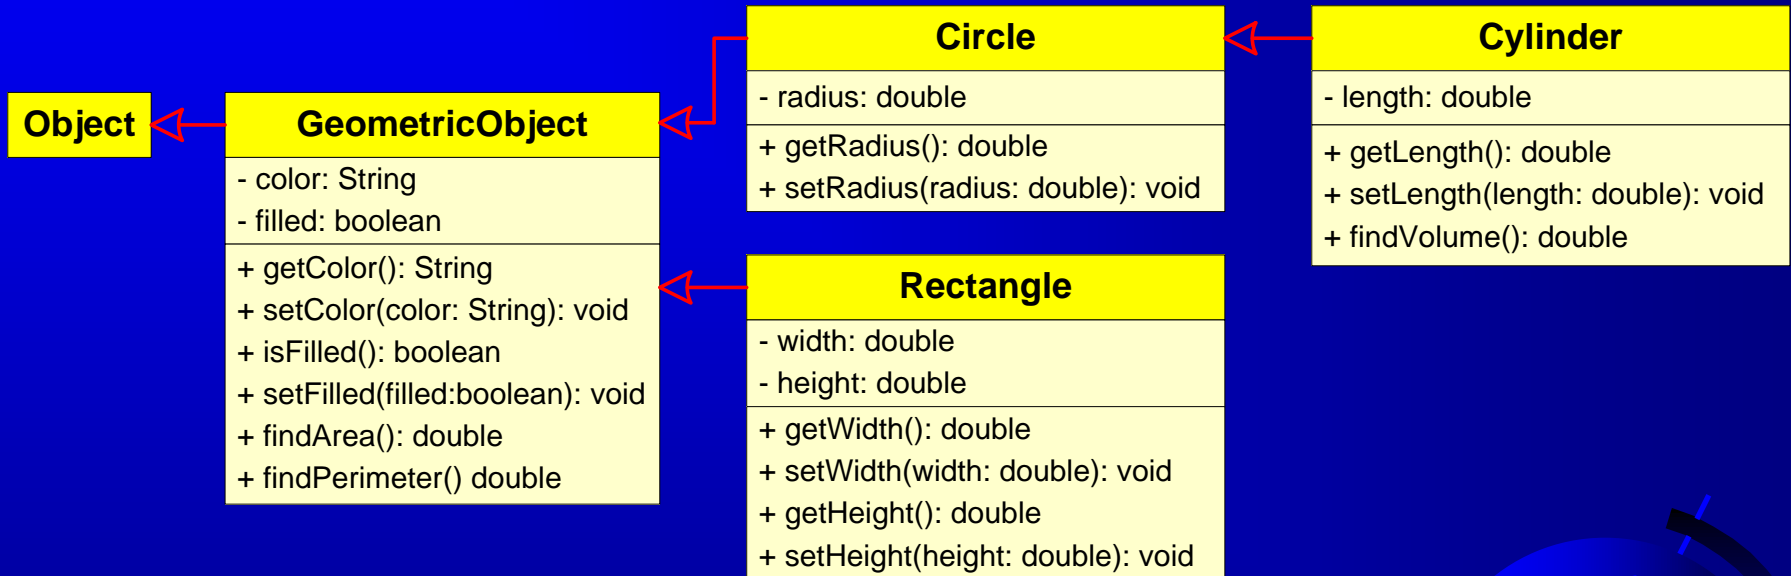 Object
GeometricObject
- color: String
- filled: boolean
+ getColor(): String
+ setColor(color: String): void
+ isFilled(): boolean
+ setFilled(filled:boolean): void
+ findArea(): double
+ findPerimeter() double
Circle
- radius: double
+ getRadius(): double
+ setRadius(radius: double): void
Rectangle
- width: double
- height: double
+ getWidth(): double
+ setWidth(width: double): void
+ getHeight(): double
+ setHeight(height: double): void
Cylinder
- length: double
+ getLength(): double
+ setLength(length: double): void
+ findVolume(): double